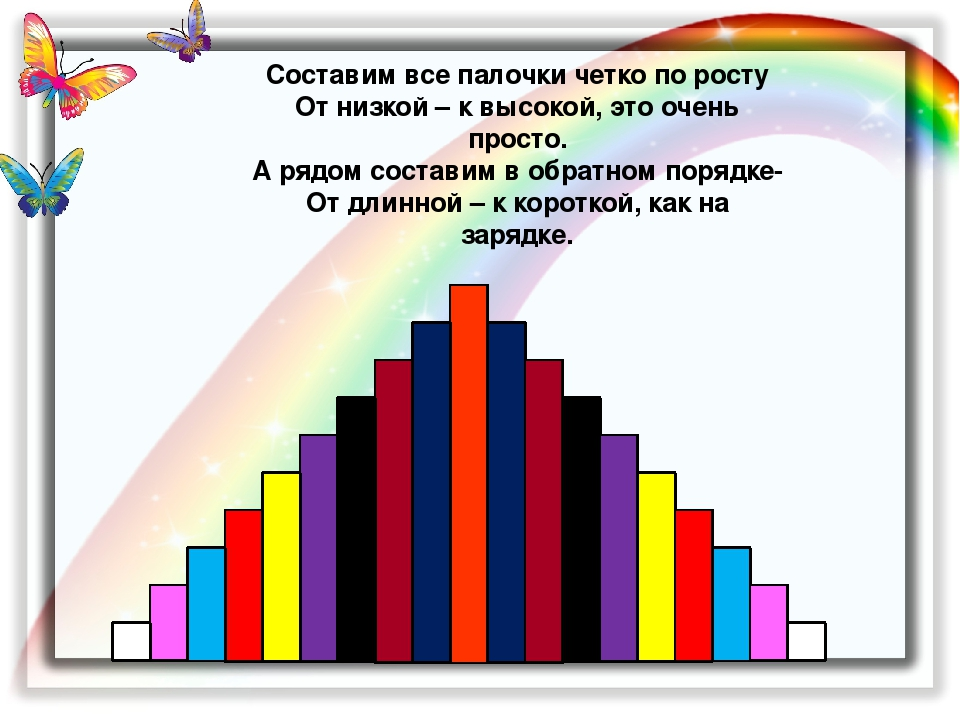 Составим все палочки четко по росту
От низкой – к высокой, это очень
просто.
А рядом составим в обратном порядке-
От длинной – к короткой, как на
зарядке.